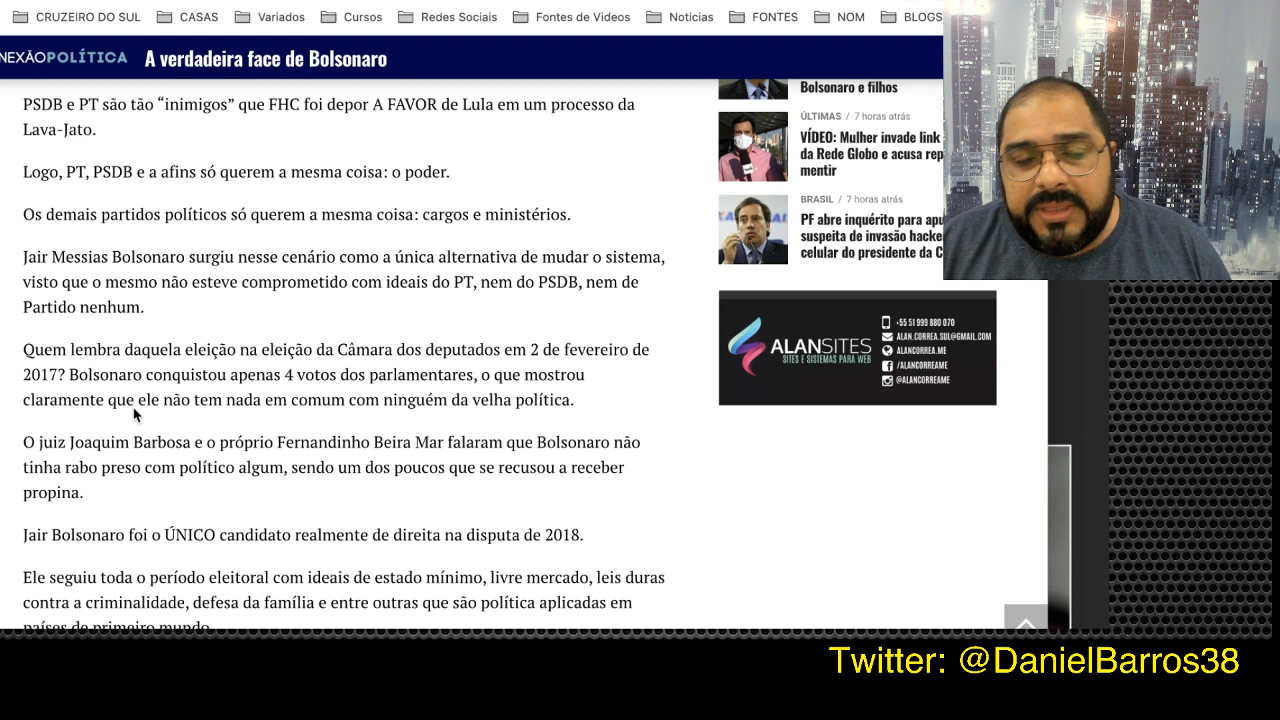 CRUZEIRO DO SUL CASAS Variados Cursos Redes Sociais Fontes de Videos Noticias FONTES NOM BLOGS
NEXÃOPOLÍTICA A verdadeira face de Bolsonaro
PSDB e PT são tão “inimigos” que FHC foi depor A FAVOR de Lula em um processo da
Lava-Jato.
Logo, PT, PSDB e a afins só querem a mesma coisa: o poder.
Os demais partidos políticos só querem a mesma coisa: cargos e ministérios.
Jair Messias Bolsonaro surgiu nesse cenário como a única alternativa de mudar o sistema,
visto que o mesmo não esteve comprometido com ideais do PT, nem do PSDB, nem de
Partido nenhum.
Quem lembra daquela eleição na eleição da Câmara dos deputados em 2 de fevereiro de
2017? Bolsonaro conquistou apenas 4 votos dos parlamentares, o que mostrou
claramente que ele não tem nada em comum com ninguém da velha política.
O juiz Joaquim Barbosa e o próprio Fernandinho Beira Mar falaram que Bolsonaro não
tinha rabo preso com político algum, sendo um dos poucos que se recusou a receber
propina.
Jair Bolsonaro foi o ÚNICO candidato realmente de direita na disputa de 2018.
Ele seguiu toda o período eleitoral com ideais de estado mínimo, livre mercado, leis duras
contra a criminalidade, defesa da família e entre outras que são política aplicadas em
países de primeiro mundo
Bolsonaro e filhos
ÚLTIMAS / 7 horas atrás
VÍDEO: Mulher invade link
da Rede Globo e acusa rep
mentir
BRASIL / 7 horas atrás
PF abre inquérito para apu
suspeita de invasão hacke
celular do presidente da C
ALANSITES
SITES E SISTEMAS PARA WEB
+55 51 999 880 070
ALAN.CORREA.SUL@GMAIL.COM
ALANCORREA.ME
/ALANCORREAME
@ALANCORREAME
Twitter: @DanielBarros38